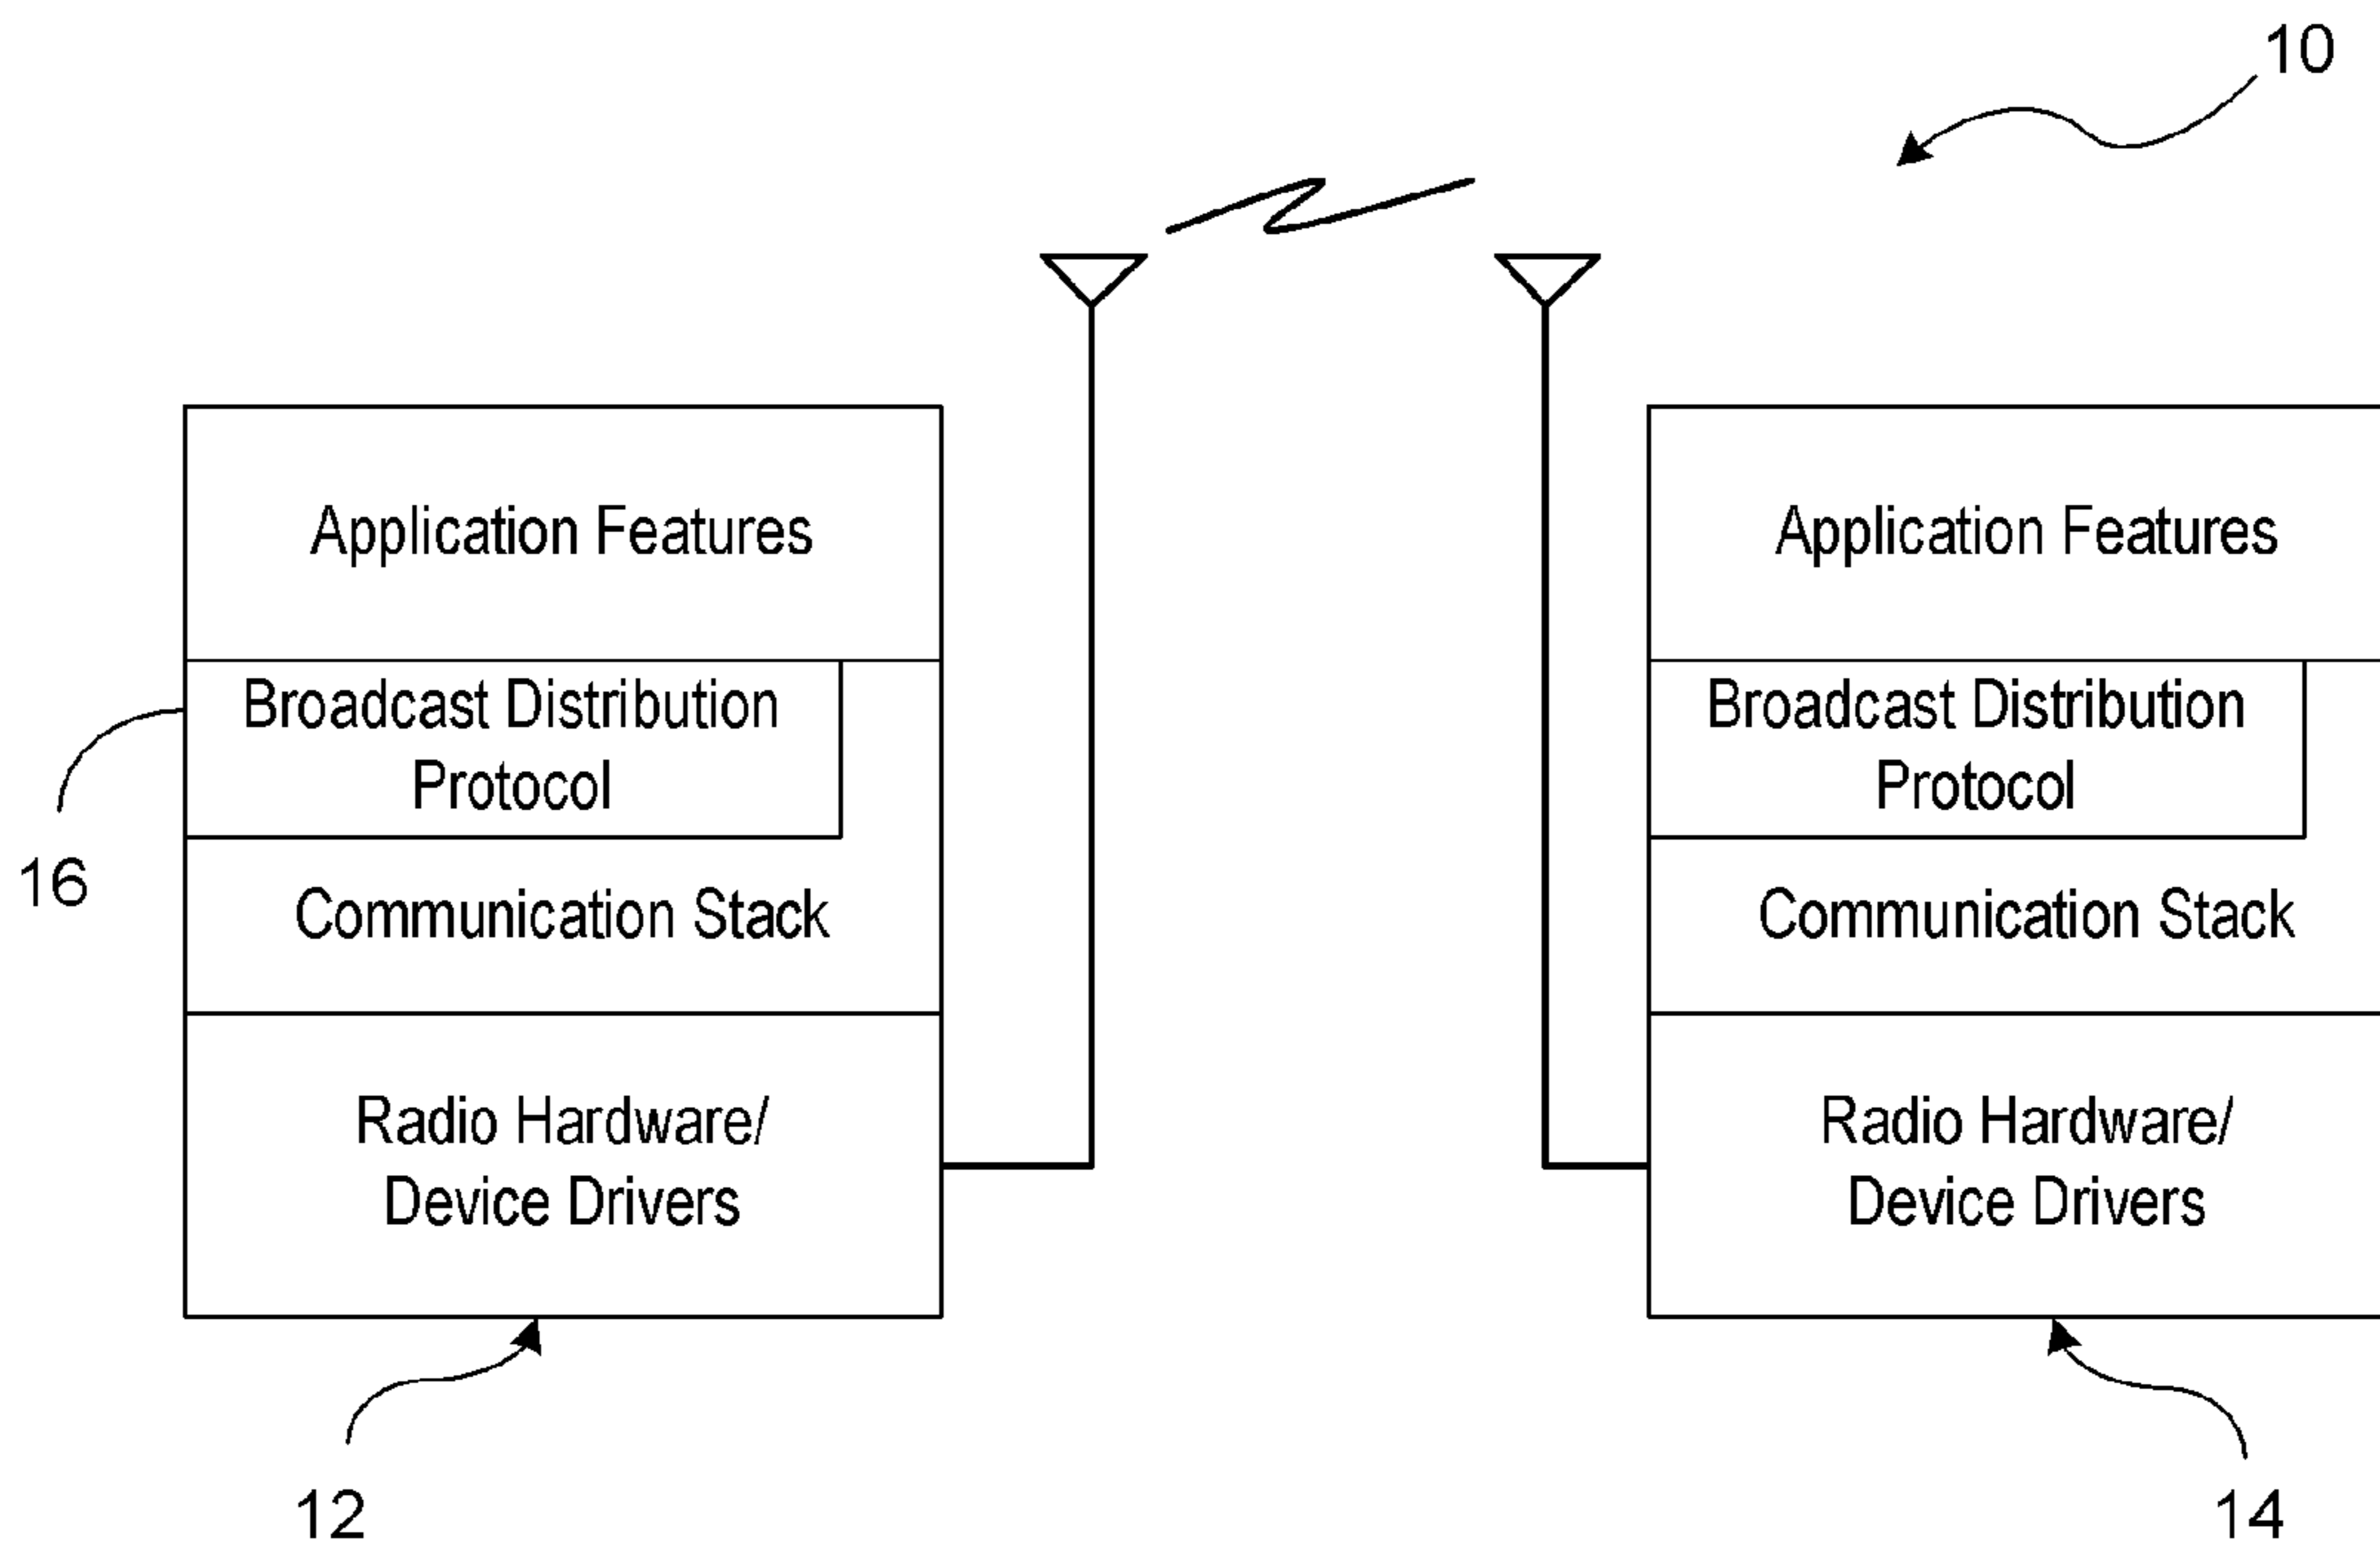 10
Application Features
Broadcast Distribution
Protocol
Communication Stack
Radio Hardware/
Device Drivers
16
12
Application Features
Broadcast Distribution
Protocol
Communication Stack
Radio Hardware/
Device Drivers
14